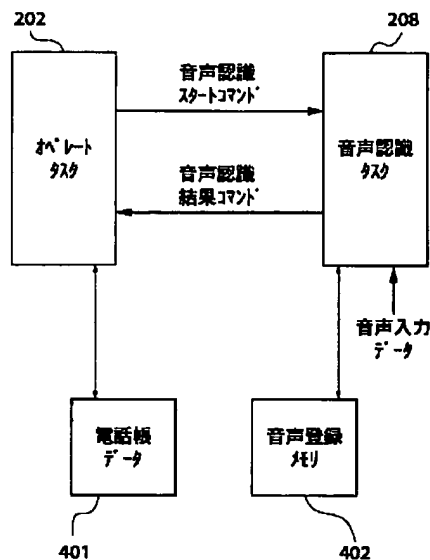 202
208
音声認識
ｽﾀｰﾄｺﾏﾝﾄﾞ
ｵﾍﾟﾚｰﾄ
ﾀｽｸ
音声認識
ﾀｽｸ
音声認識
結果ｺﾏﾝﾄﾞ
音声入力
ﾃﾞｰﾀ
電話帳
ﾃﾞｰﾀ
音声登録
ﾒﾓﾘ
401
402